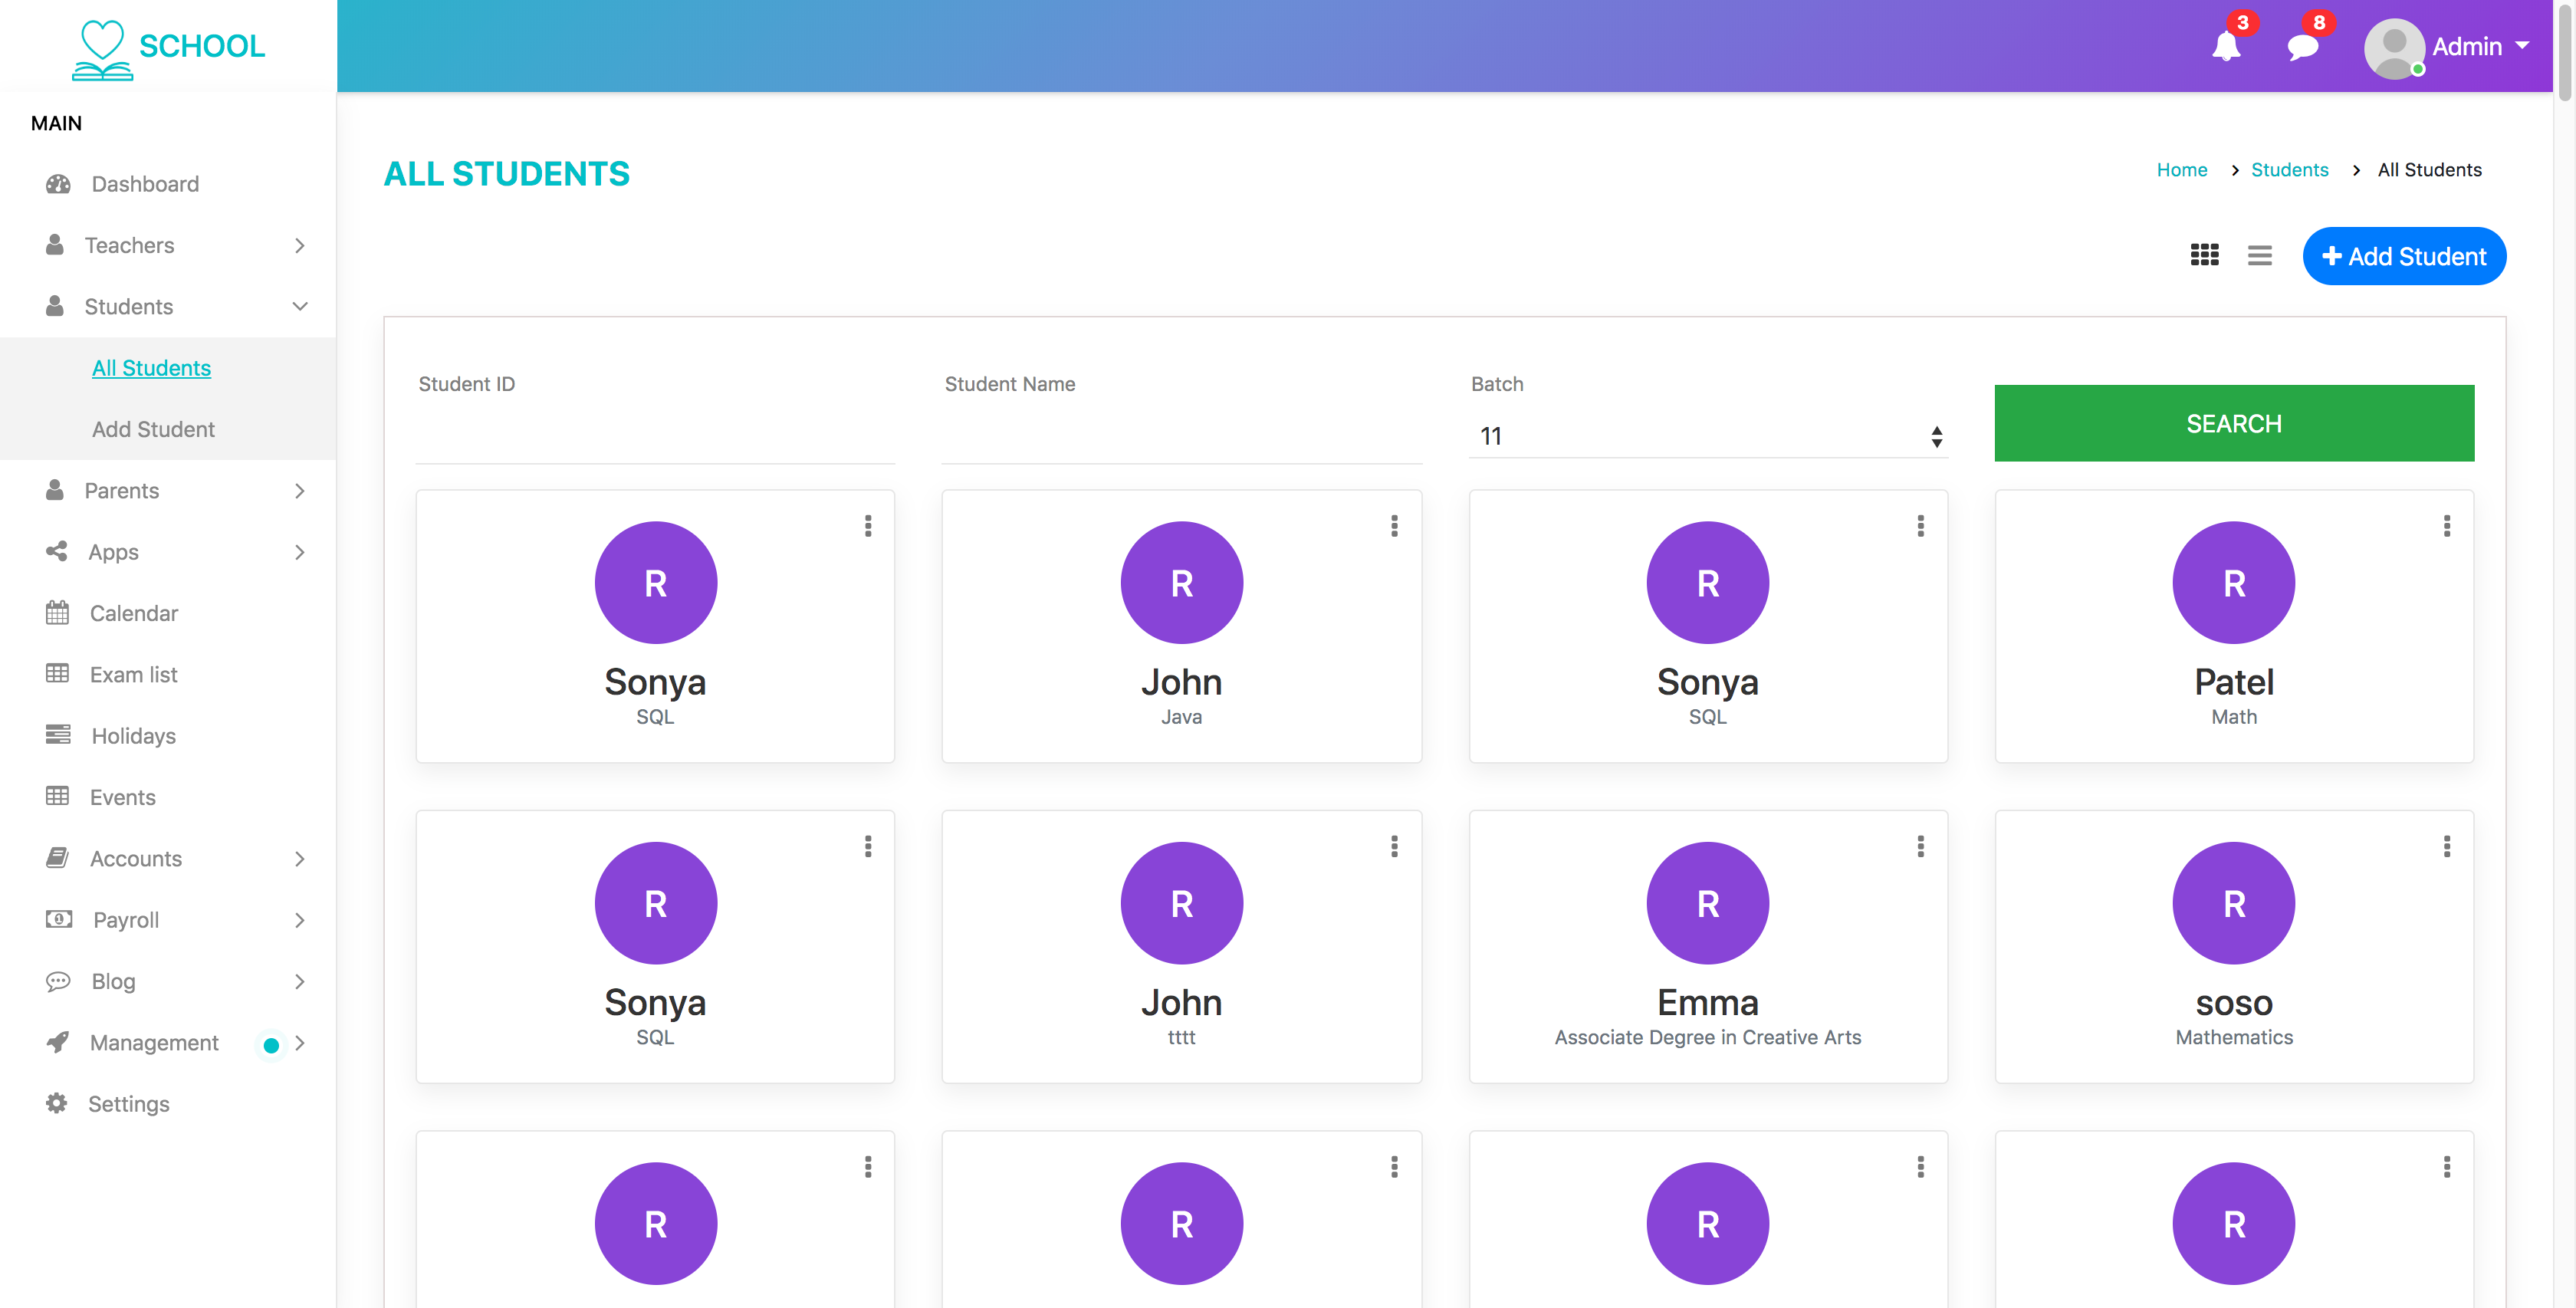 SCHOOL
3
8
Admin
MAIN
Dashboard
Teachers
Students
All Students
Add Student
Parents
Apps
Calendar
Exam list
Holidays
Events
Accounts
Payroll
Blog
Management
Settings
ALL STUDENTS
Home > Students > All Students
Add Student
Student ID
Student Name
Batch
11
SEARCH
R
Sonya
SQL
R
John
Java
R
Sonya
SQL
R
Patel
Math
R
Sonya
SQL
R
John
tttt
R
Emma
Associate Degree in Creative Arts
R
soso
Mathematics
R
R
R
R